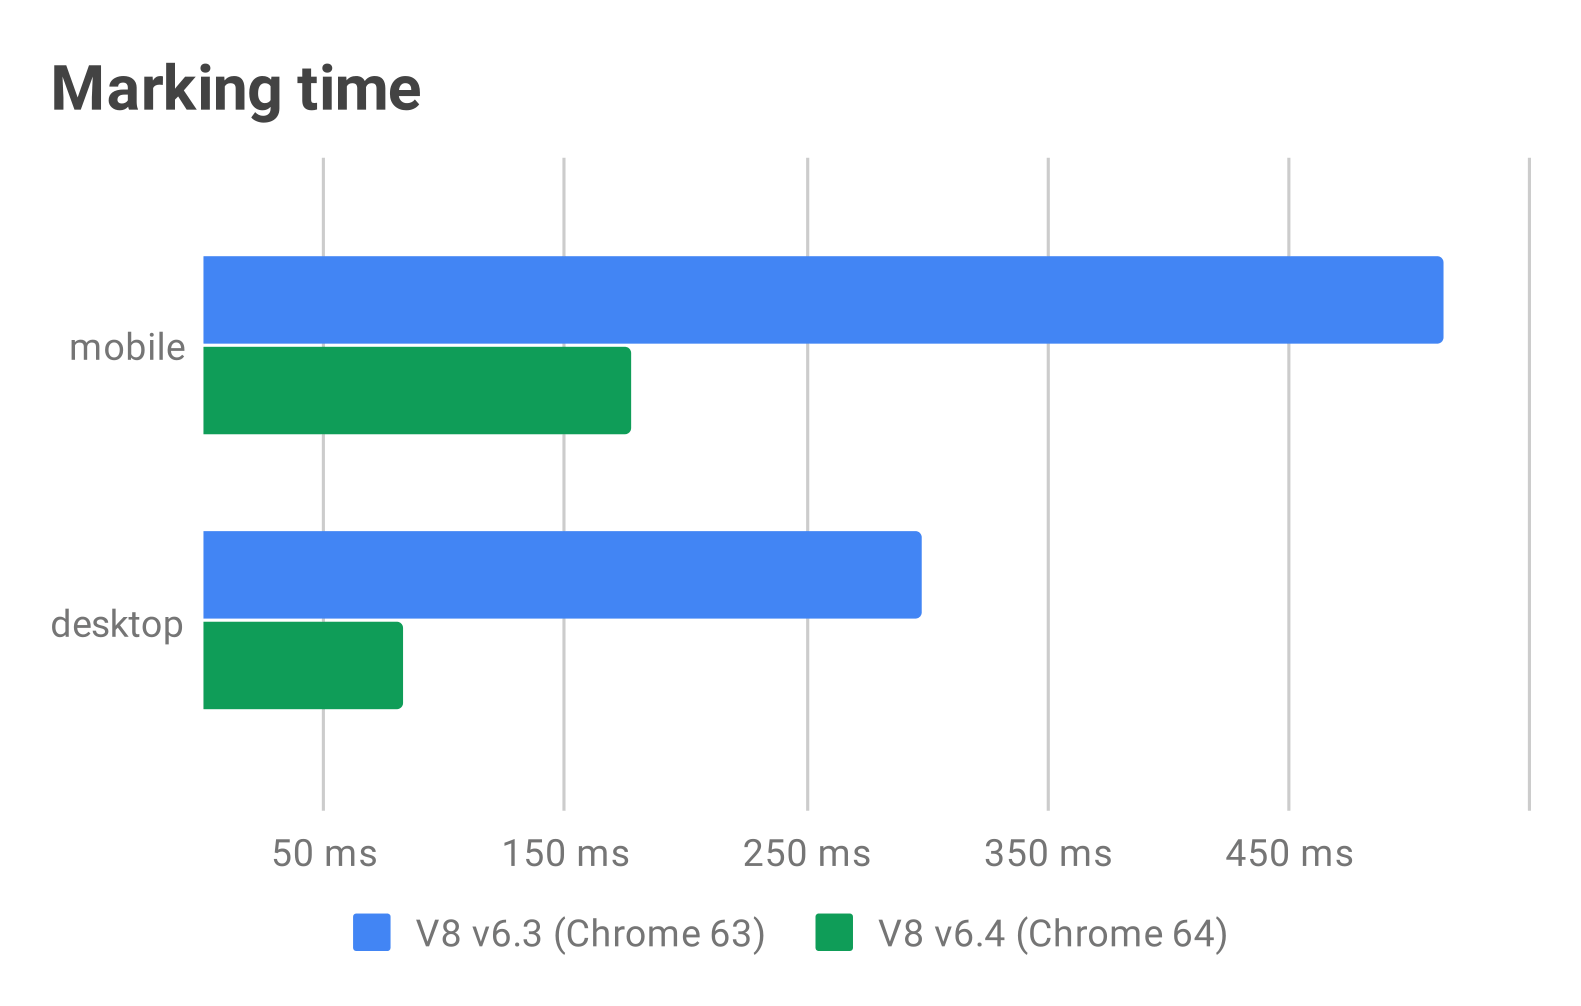 Marking time
mobile
desktop
50 ms 150 ms 250 ms 350 ms 450 ms
V8 v6.3 (Chrome 63) V8 v6.4 (Chrome 64)